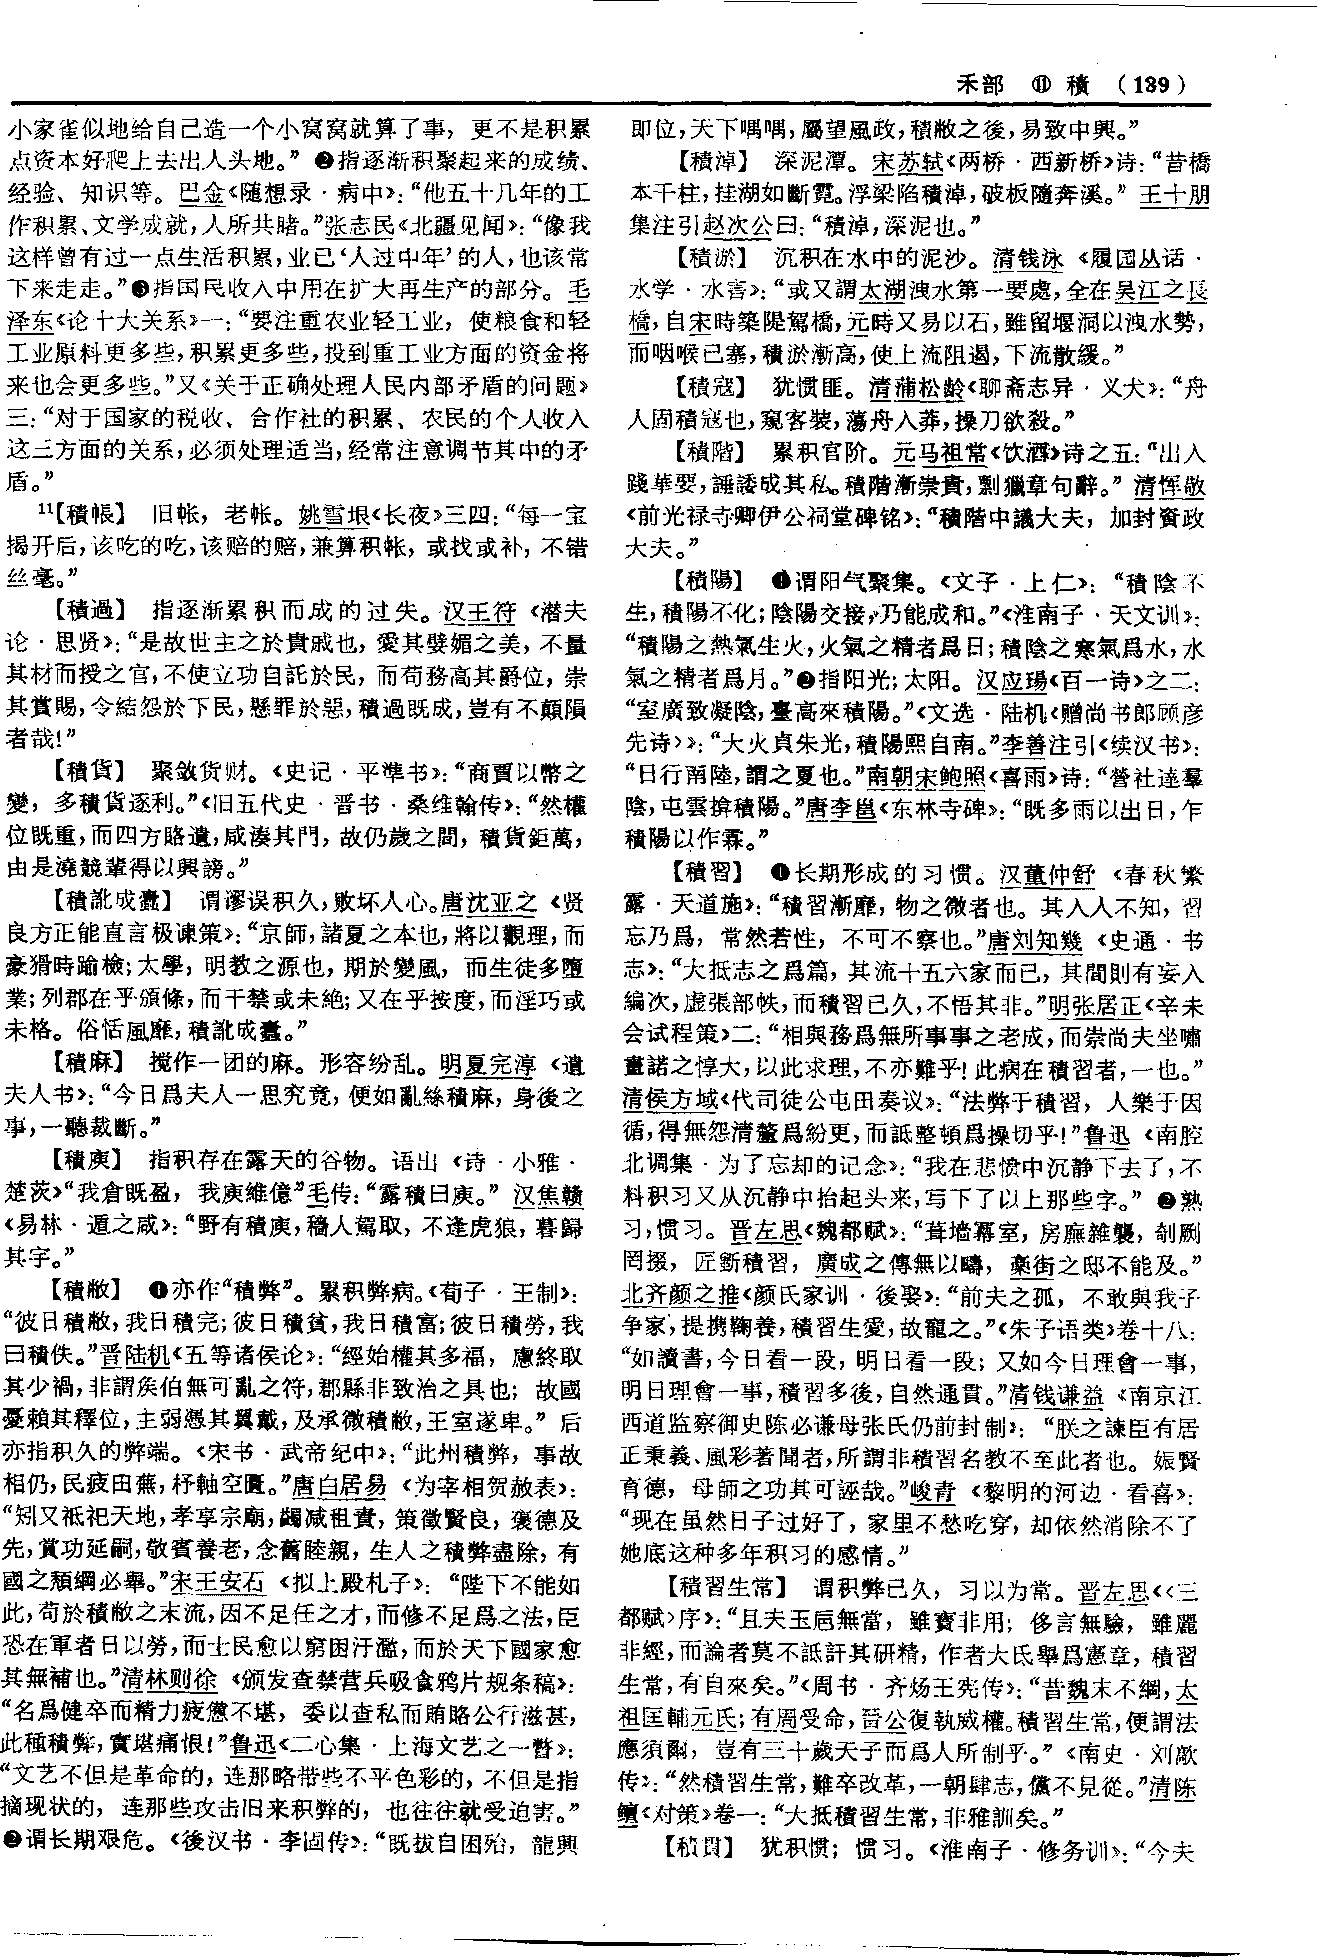 禾部　⑪　積　（139）
小家雀似地给自己造一个小窝窝就算了事，更不是积累
点资本好爬上去出人头地。”❷指逐渐积聚起来的成绩、
经验、知识等。巴金《随想录·病中》：“他五十几年的工
作积累、文学成就，人所共睹。”张志民《北疆见闻》：“像我
这样曾有过一点生活积累，业已‘人过中年’的人，也该常
下来走走。”❸指国民收入中用在扩大再生产的部分。毛
泽东《论十大关系》一：“要注重农业轻工业，使粮食和轻
工业原料更多些，积累更多些，投到重工业方面的资金将
来也会更多些。”又《关于正确处理人民内部矛盾的问题》
三：“对于国家的税收、合作社的积累、农民的个人收入
这三方面的关系，必须处理适当，经常注意调节其中的矛
盾。”
¹¹【積帳】　旧帐，老帐。姚雪垠《长夜》三四：“每一宝
揭开后，该吃的吃，该赔的赔，兼算积帐，或找或补，不错
丝毫。”
【積過】　指逐渐累积而成的过失。汉王符《潜夫
论·思贤》：“是故世主之於貴戚也，愛其嬖媚之美，不量
其材而授之官，不使立功自託於民，而苟務高其爵位，崇
其賞賜，令結怨於下民，懸罪於惡，積過既成，豈有不顛隕
者哉！”
【積貨】　聚敛货财。《史记·平準书》：“商賈以幣之
變，多積貨逐利。”《旧五代史·晋书·桑维翰传》：“然權
位既重，而四方賂遺，咸湊其門，故仍歲之間，積貨鉅萬，
由是澆競輩得以興謗。”
【積訛成蠹】　谓谬误积久，败坏人心。唐沈亚之《贤
良方正能直言极谏策》：“京師，諸夏之本也，將以觀理，而
豪猾時踰檢；太學，明教之源也，期於變風，而生徒多墮
業；列郡在乎頒條，而干禁或未絶；又在乎按度，而淫巧或
未格。俗恬風靡，積訛成蠹。”
【積麻】　搅作一团的麻。形容纷乱。明夏完淳《遺
夫人书》：“今日爲夫人一思究竟，便如亂絲積麻，身後之
事，一聽裁斷。”
【積庾】　指积存在露天的谷物。语出《诗·小雅·
楚茨》“我倉既盈，我庾維億”毛传：“露積曰庾。”汉焦赣
《易林·遁之咸》：“野有積庾，穡人駕取，不逢虎狼，暮歸
其宇。”
【積敝】　❶亦作“積弊”。累积弊病。《荀子·王制》：
“彼日積敝，我日積完；彼日積貧，我日積富；彼日積勞，我
日積佚。”晋陆机《五等诸侯论》：“經始權其多福，慮終取
其少禍，非謂侯伯無可亂之符，郡縣非致治之具也；故國
憂賴其釋位，主弱憑其翼戴，及承微積敝，王室遂卑。”后
亦指积久的弊端。《宋书·武帝纪中》：“此州積弊，事故
相仍，民疲田蕪，杼軸空匱。”唐白居易《为宰相贺赦表》：
“矧又祗祀天地，孝享宗廟，蠲减租賣，策徵賢良，褒德及
先，賞功延嗣，敬賓養老，念舊睦親，生人之積弊盡除，有
國之頹綱必舉。”宋王安石《拟上殿札子》：“陛下不能如
此，苟於積敝之末流，因不足任之才，而修不足爲之法，臣
恐在軍者日以勞，而士民愈以窮困汙濫，而於天下國家愈
其無補也。”清林则徐《颁发查禁营兵吸食鸦片规条稿》：
“名爲健卒而精力疲憊不堪，委以查私而賄賂公行滋甚，
此種積弊，實堪痛恨！”鲁迅《二心集·上海文艺之一瞥》：
“文艺不但是革命的，连那略带些不平色彩的，不但是指
摘现状的，连那些攻击旧来积弊的，也往往就受迫害。”
❷谓长期艰危。《後汉书·李固传》：“既拔自困殆，龍興
即位，天下喁喁，屬望風政，積敝之後，易致中興。”
【積淖】　深泥潭。宋苏轼《两桥·西新桥》诗：“昔橋
本千柱，挂湖如斷霓。浮梁陷積淖，破板隨奔溪。”王十朋
集注引赵次公曰：“積淖，深泥也。”
【積淤】　沉积在水中的泥沙。清钱泳《履园丛话·
水学·水害》：“或又謂太湖洩水第一要處，全在吴江之長
橋，自宋時築隄駕橋，元時又易以石，雖留堰洞以洩水勢，
而咽喉已塞，積淤漸高，使上流阻遏，下流散緩。”
【積寇】　犹惯匪。清蒲松龄《聊斋志异·义犬》：“舟
人固積寇也，窺客裝，蕩舟入莽，操刀欲殺。”
【積階】　累积官阶。元马祖常《饮酒》诗之五：“出入
踐華要，諈諉成其私。積階漸崇貴，剽獵章句辭。”清恽敬
《前光禄寺卿伊公祠堂碑铭》：“積階中議大夫，加封資政
大夫。”
【積陽】　❶谓阳气聚集。《文子·上仁》：“積陰不
生，積陽不化；陰陽交接，乃能成和。”《淮南子·天文训》：
“積陽之熱氣生火，火氣之精者爲日；積陰之寒氣爲水，水
氣之精者爲月。”❷指阳光；太阳。汉应瑒《百一诗》之二：
“室廣致凝陰，臺高來積陽。”《文选·陆机〈赠尚书郎顾彦
先诗〉》：“大火貞朱光，積陽熙自南。”李善注引《续汉书》：
“日行南陸，謂之夏也。”南朝宋鲍照《喜雨》诗：“營社達羣
陰，屯雲揜積陽。”唐李邕《东林寺碑》：“既多雨以出日，乍
積陽以作霖。”
【積習】　❶长期形成的习惯。汉董仲舒《春秋繁
露·天道施》：“積習漸靡，物之微者也。其入人不知，習
忘乃爲，常然若性，不可不察也。”唐刘知幾《史通·书
志》：“大抵志之爲篇，其流十五六家而已，其間則有妄入
編次，虚張部帙，而積習已久，不悟其非。”明张居正《辛未
会试程策》二：“相與務爲無所事事之老成，而崇尚夫坐嘯
畫諾之惇大，以此求理，不亦難乎！此病在積習者，一也。”
清侯方域《代司徒公屯田奏议》：“法弊于積習，人樂于因
循，得無怨清釐爲紛更，而詆整頓爲操切乎！”鲁迅《南腔
北调集·为了忘却的记念》：“我在悲愤中沉静下去了，不
料积习又从沉静中抬起头来，写下了以上那些字。”❷熟
习，惯习。晋左思《魏都赋》：“葺墙冪室，房廡雜襲，剞劂
罔掇，匠斲積習，廣成之傳無以疇，槀街之邸不能及。”
北齐颜之推《颜氏家训·後娶》：“前夫之孤，不敢與我子
争家，提携鞠養，積習生愛，故寵之。”《朱子语类》卷十八：
“如讀書，今日看一段，明日看一段；又如今日理會一事，
明日理會一事，積習多後，自然通貫。”清钱谦益《南京江
西道监察御史陈必谦母张氏仍前封制》：“朕之諫臣有居
正秉義、風彩著聞者，所謂非積習名教不至此者也。娠賢
育德，母師之功其可誣哉。”峻青《黎明的河边·看喜》：
“现在虽然日子过好了，家里不愁吃穿，却依然消除不了
她底这种多年积习的感情。”
【積習生常】　谓积弊已久，习以为常。晋左思《〈三
都赋〉序》：“且夫玉卮無當，雖寶非用；侈言無驗，雖麗
非經，而論者莫不詆訐其研精，作者大氐舉爲憲章，積習
生常，有自來矣。”《周书·齐炀王宪传》：“昔魏末不綱，太
祖匡輔元氏；有周受命，晉公復執威權。積習生常，便謂法
應須爾，豈有三十歲天子而爲人所制乎。”《南史·刘歊
传》：“然積習生常，難卒改革，一朝肆志，儻不見從。”清陈
鱣《对策》卷一：“大抵積習生常，非雅訓矣。”
【積貫】　犹积惯；惯习。《淮南子·修务训》：“今夫